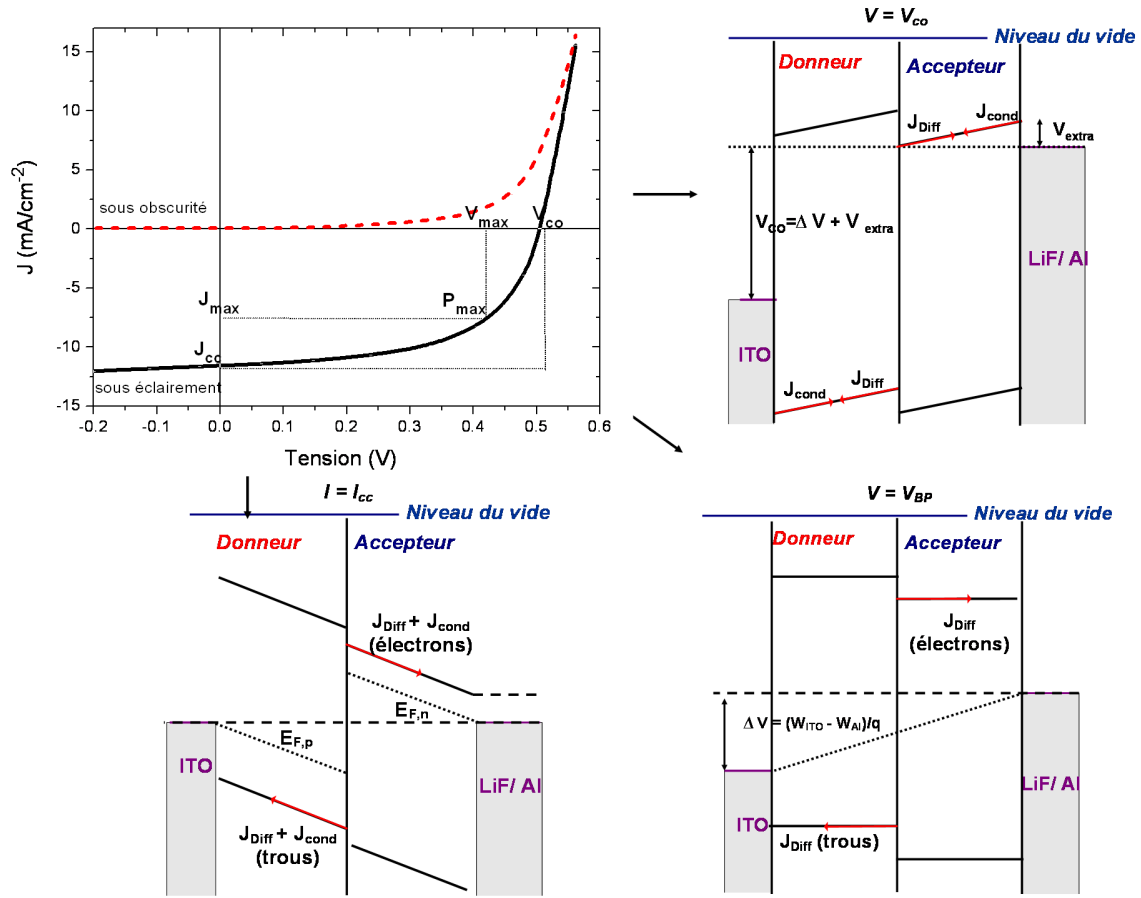 15
10
5
0
-5
-10
-15
J (mA/cm-2)
sous obscurité
Vmax
Vco
Jmax
Pmax
Jcc
sous éclairement
-0.2 -0.1 0.0 0.1 0.2 0.3 0.4 0.5 0.6
Tension (V)
V = Vco
Niveau du vide
Donneur
Accepteur
JDiff
Jcond
Vextra
VCO=Δ V + V extra
LiF/ Al
ITO
Jcond
JDiff
I = Icc
Niveau du vide
Donneur
Accepteur
JDiff + Jcond
(électrons)
EF,n
EF,p
ITO
LiF/ Al
JDiff + Jcond
(trous)
V = VBP
Niveau du vide
Donneur
Accepteur
JDiff
(électrons)
Δ V = (WITO - WAl)/q
LiF/ Al
ITO
JDiff (trous)